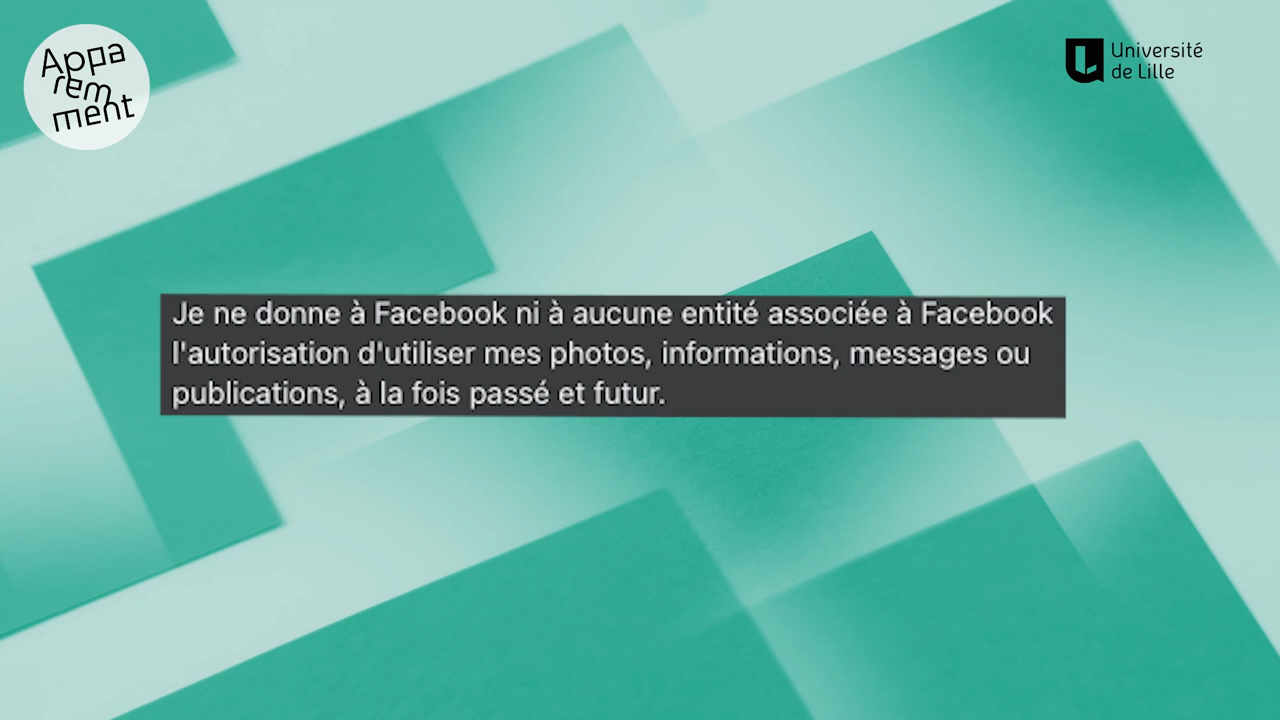 Appa
rem
ment
Université
de Lille
Je ne donne à Facebook ni à aucune entité associée à Facebook
l'autorisation d'utiliser mes photos, informations, messages ou
publications, à la fois passé et futur.